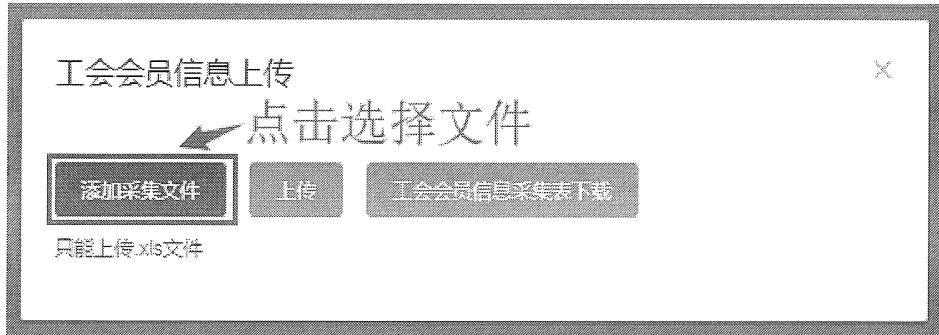 工会会员信息上传
×
点击选择文件
添加采集文件
上传
工会会员信息采集表下载
只能上传.xls文件